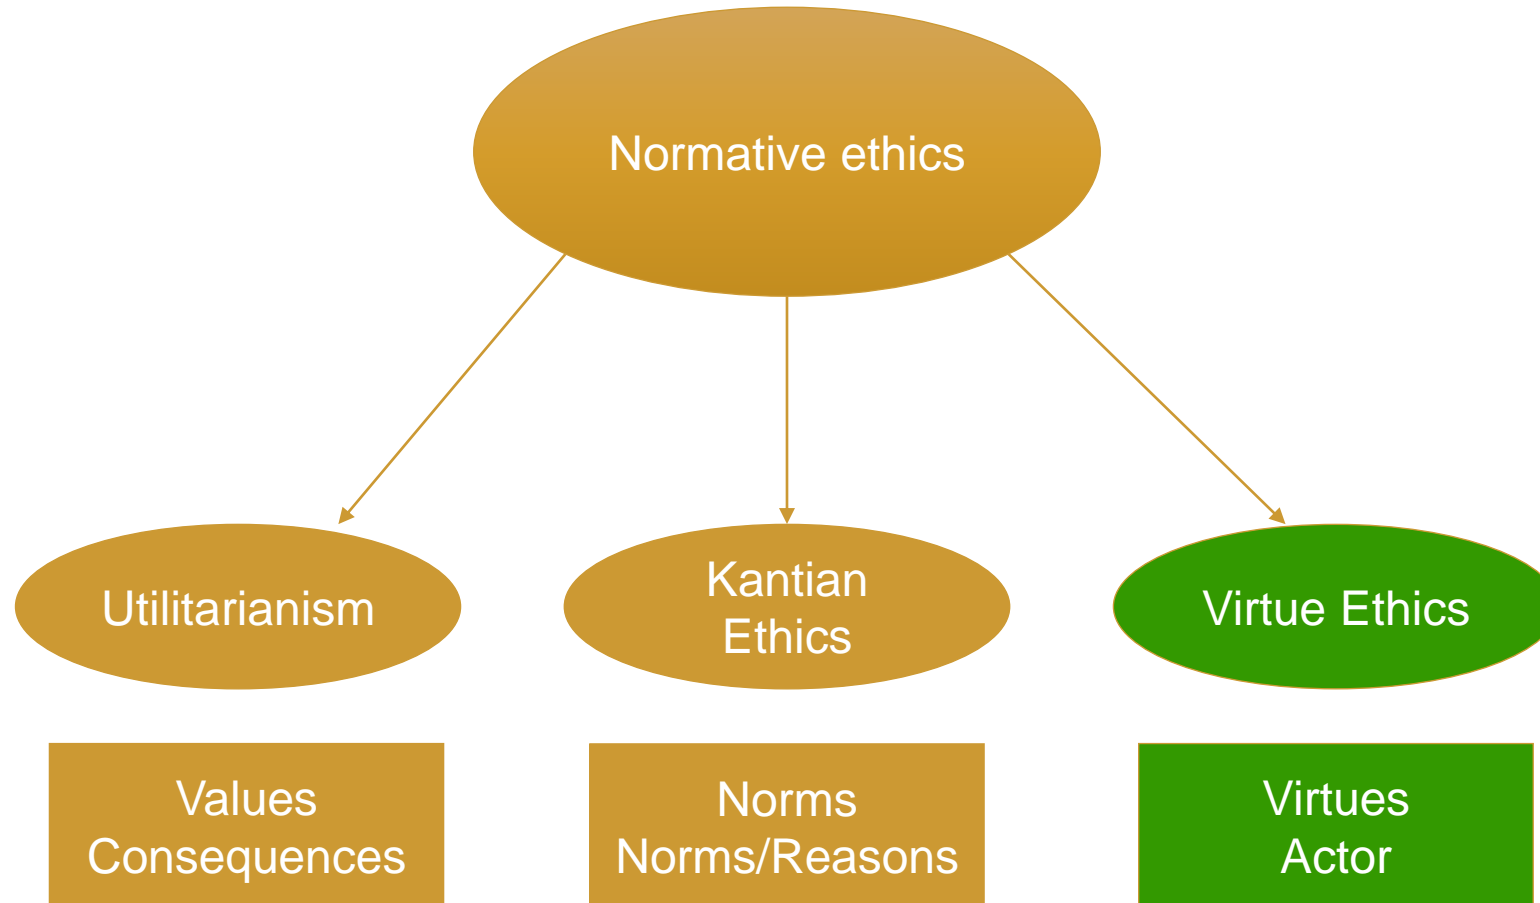 Normative ethics
Utilitarianism
Kantian
Ethics
Virtue Ethics
Values
Consequences
Norms
Norms/Reasons
Virtues
Actor